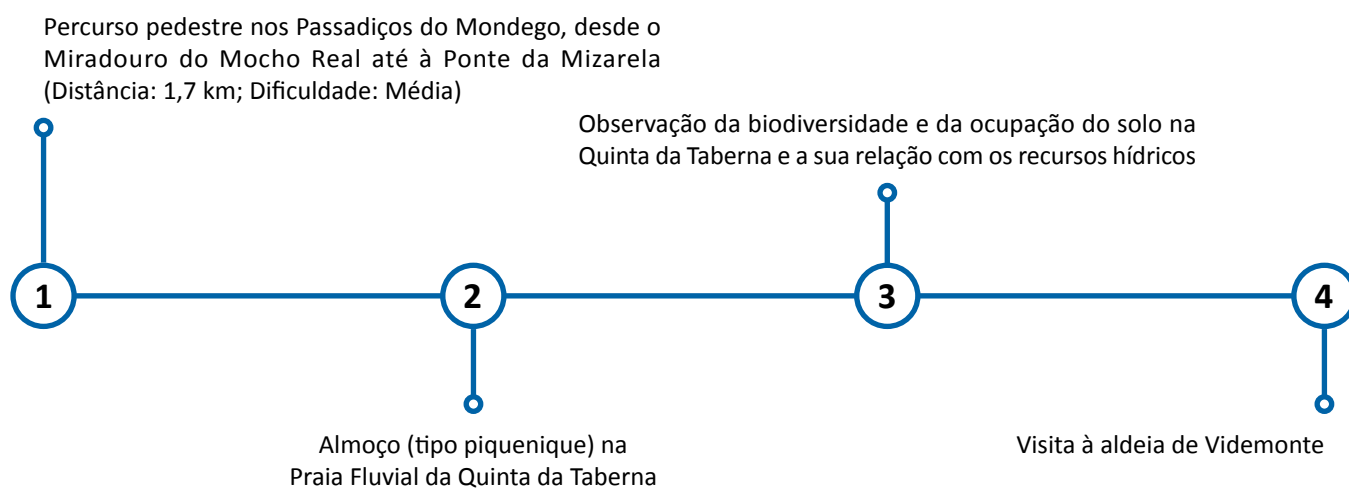 Percurso pedestre nos Passadiços do Mondego, desde o
Miradouro do Mocho Real até à Ponte da Mizarela
(Distância: 1,7 km; Dificuldade: Média)
Observação da biodiversidade e da ocupação do solo na
Quinta da Taberna e a sua relação com os recursos hídricos
1
2
3
4
Almoço (tipo piquenique) na
Praia Fluvial da Quinta da Taberna
Visita à aldeia de Videmonte